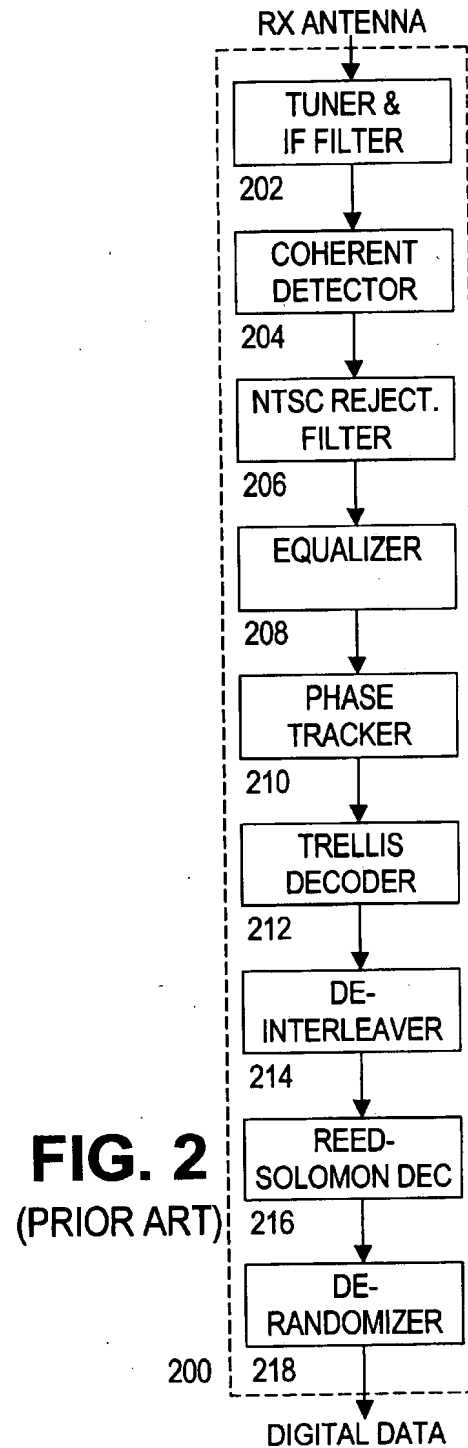 RX ANTENNA
TUNER &
IF FILTER
202
COHERENT
DETECTOR
204
NTSC REJECT.
FILTER
206
EQUALIZER
208
PHASE
TRACKER
210
TRELLIS
DECODER
212
DE-
INTERLEAVER
214
REED-
SOLOMON DEC
216
DE-
RANDOMIZER
200 218
DIGITAL DATA
FIG. 2
(PRIOR ART)